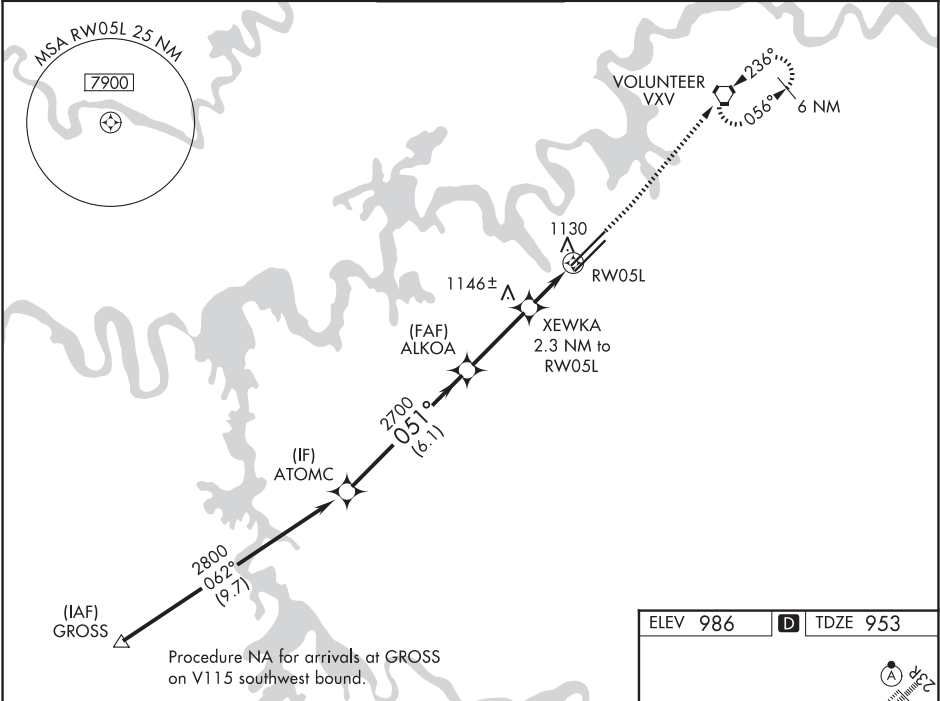 MSA RW05L 25 NM
7900
VOLUNTEER
VXV
236°
056°
6 NM
1130
RW05L
1146±
(FAF)
ALKOA
XEWKA
2.3 NM to
RW05L
2700
051°
(6.1)
(IF)
ATOMC
2800
062°
(9.7)
(IAF)
GROSS
Procedure NA for arrivals at GROSS
on V115 southwest bound.
ELEV 986 D TDZE 953
A
23R